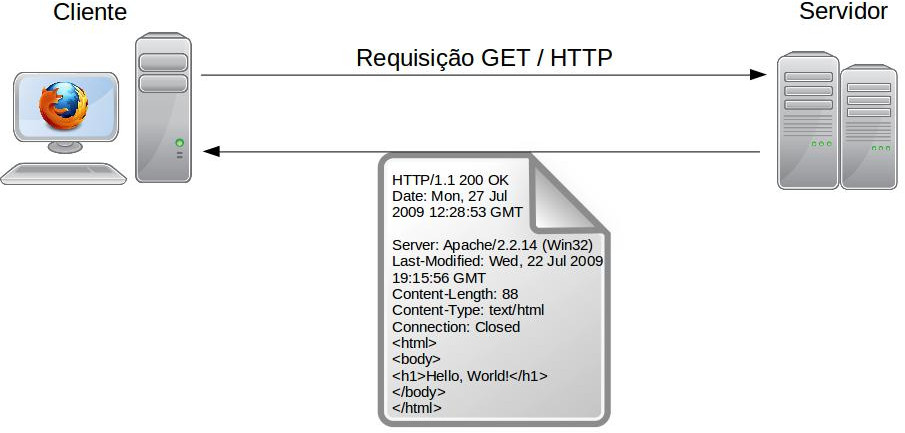 Cliente
Servidor
Requisição GET / HTTP
HTTP/1.1 200 OK
Date: Mon, 27 Jul
2009 12:28:53 GMT
Server: Apache/2.2.14 (Win32)
Last-Modified: Wed, 22 Jul 2009
19:15:56 GMT
Content-Length: 88
Content-Type: text/html
Connection: Closed
<html>
<body>
<h1>Hello, World!</h1>
</body>
</html>